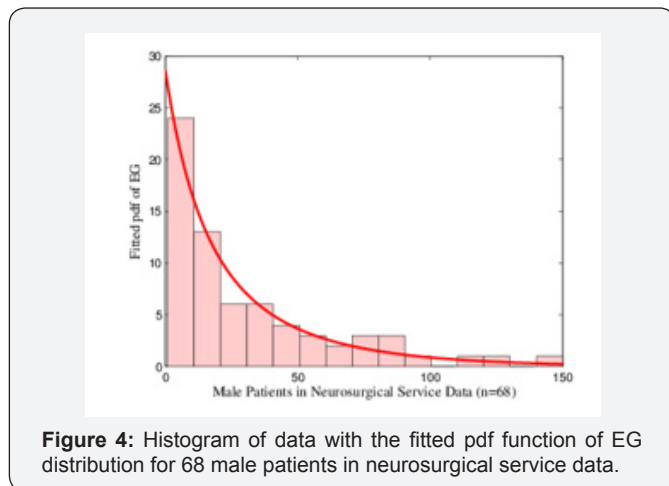 30
25
20
15
10
5
0
Fitted pdf of EG
0 50 100 150
Male Patients in Neurosurgical Service Data (n=68)
Figure 4: Histogram of data with the fitted pdf function of EG
distribution for 68 male patients in neurosurgical service data.